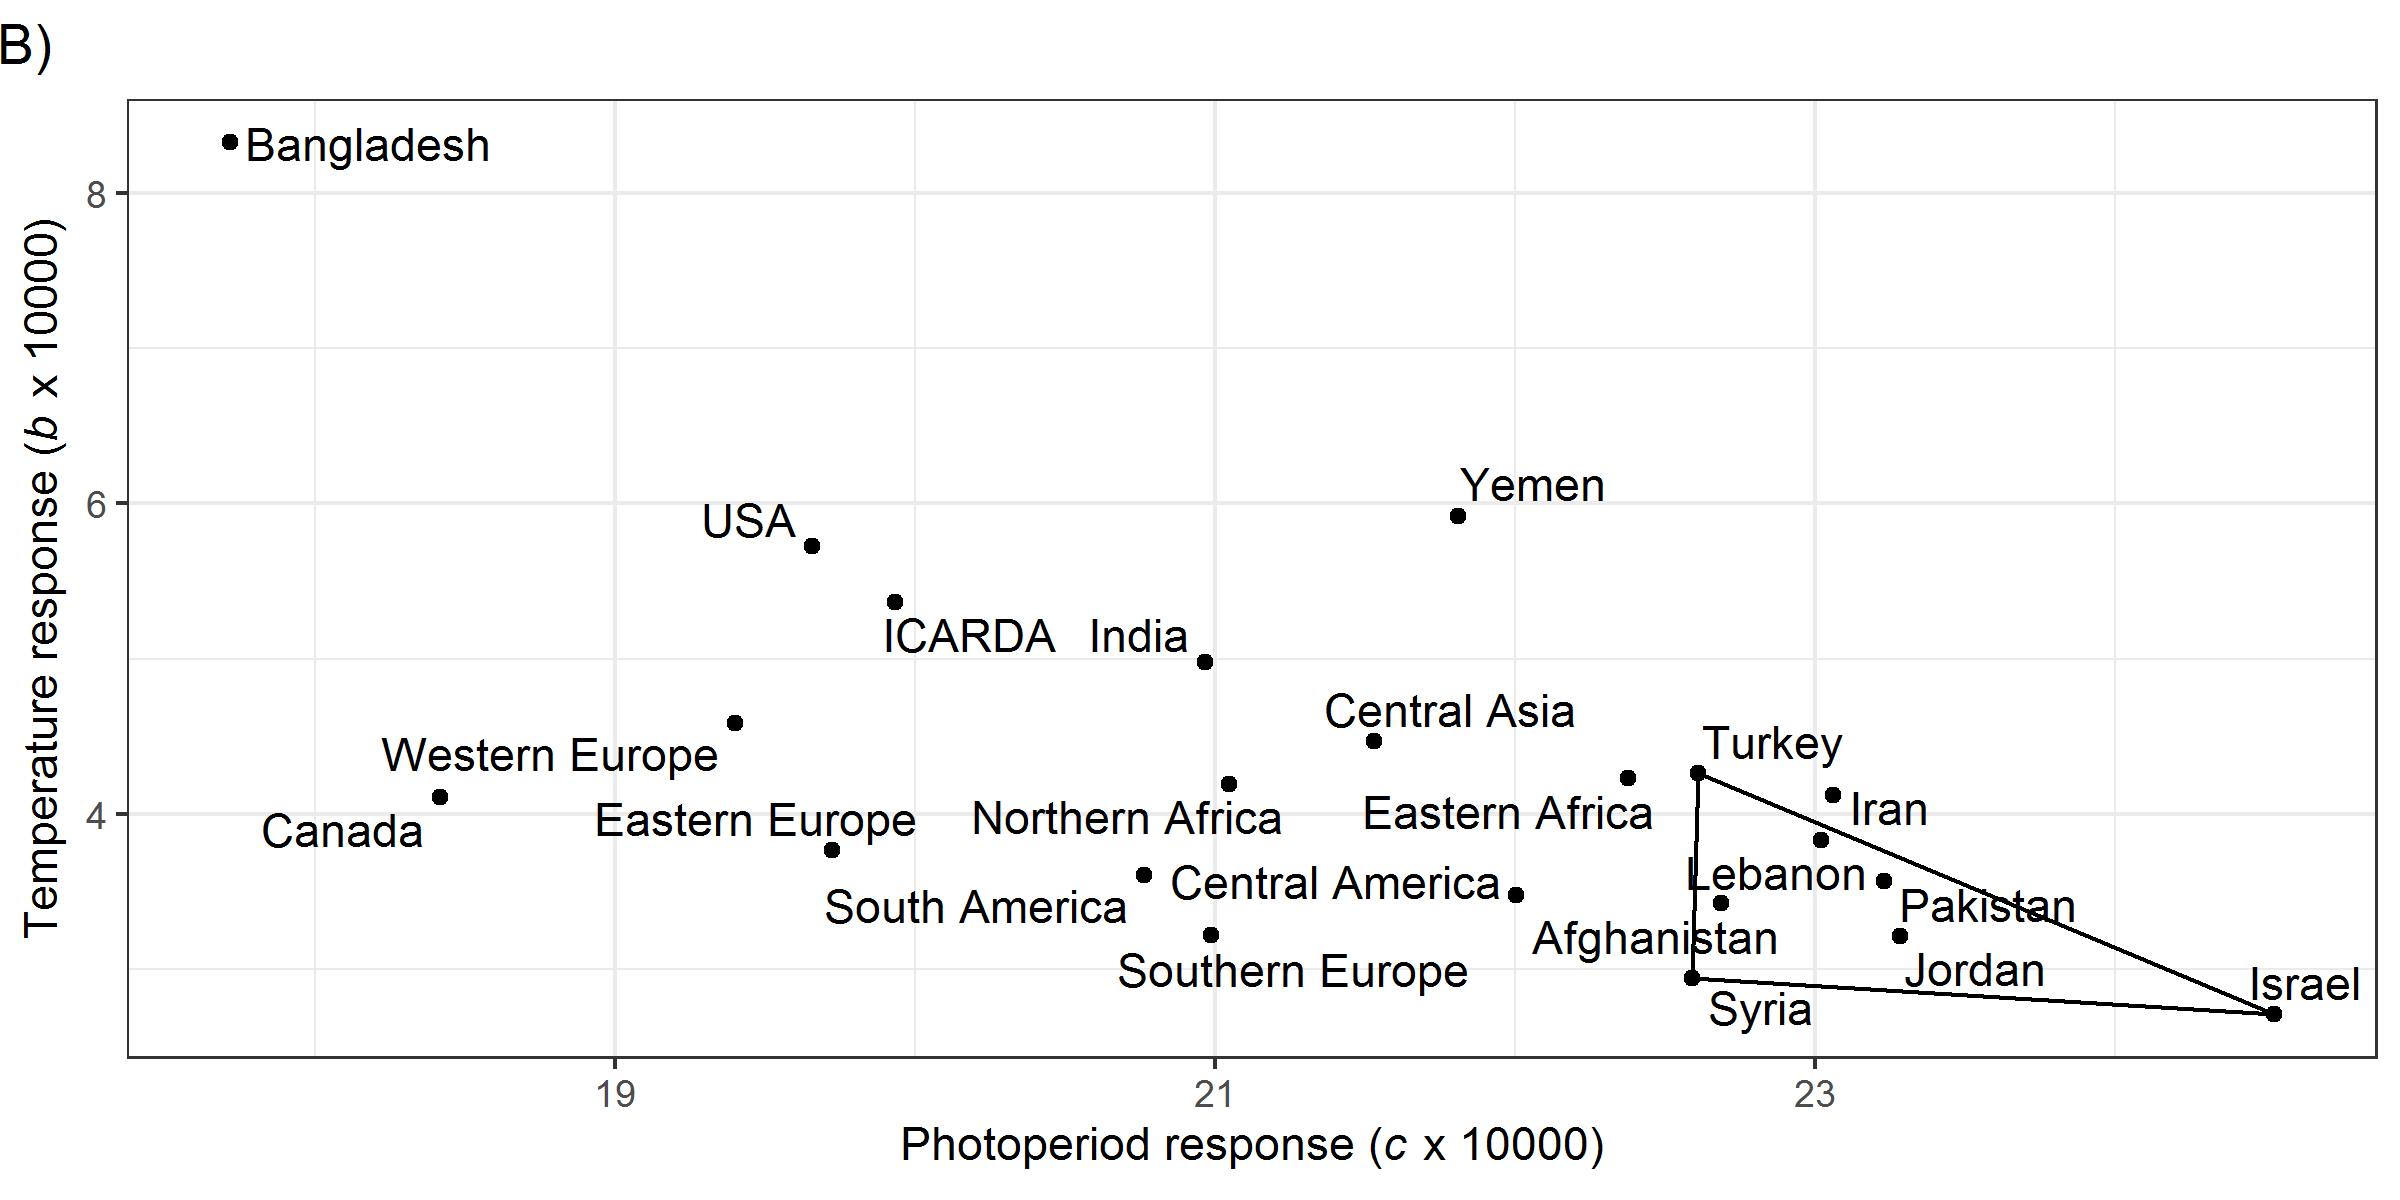 B)
Bangladesh
8
Yemen
6
USA
ICARDA
India
Central Asia
Turkey
Western Europe
Iran
4
Canada
Eastern Europe
Northern Africa
Eastern Africa
Lebanon
Central America
South America
Pakistan
Afghanistan
Southern Europe
Jordan
Israel
Syria
19
21
23
Temperature response (b x 10000)
Photoperiod response (c x 10000)